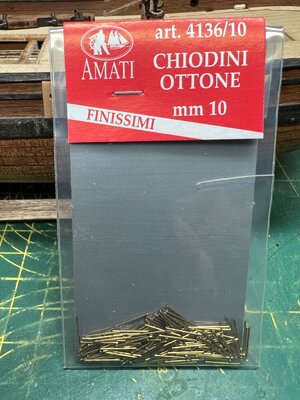 art. 4136/10
AMATI
CHIODINI
OTTONE
mm 10
FINISSIMI